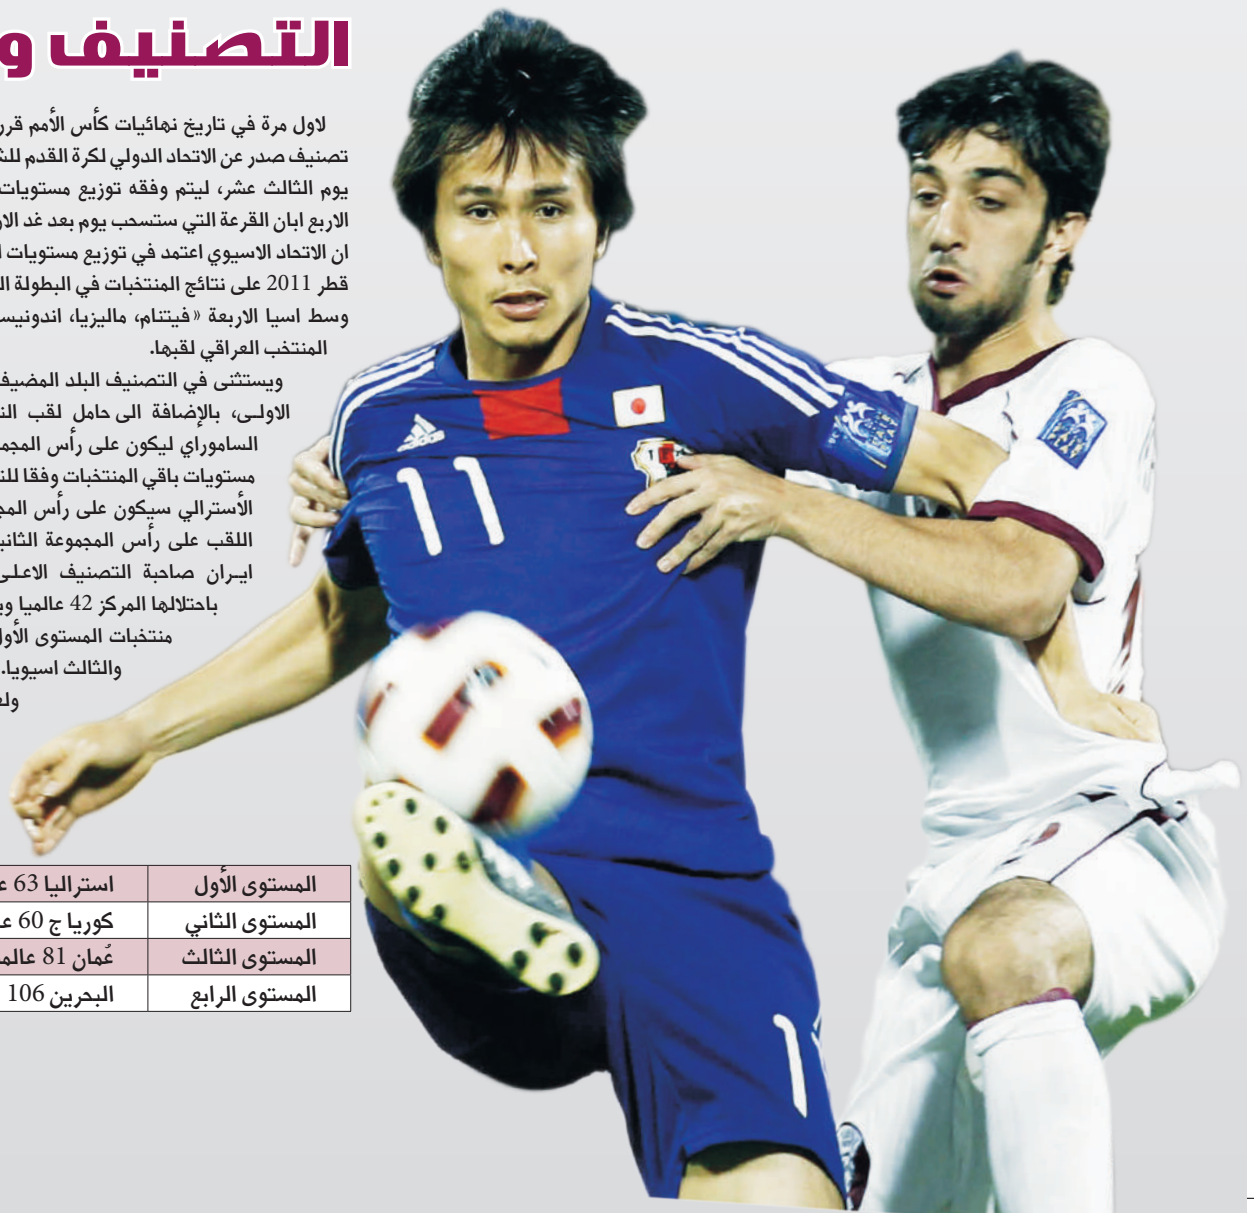 التصنيف و
لاول مرة في تاريخ نهائيات كأس الأمم قرر
تصنيف صدر عن الاتحاد الدولي لكرة القدم
يوم الثالث عشر، ليتم وفقه توزيع مستويات
الاربع ابان القرعة التي ستسحب يوم بعد غد
ان الاتحاد الاسيوي اعتمد في توزيع مستويات
قطر 2011 على نتائج المنتخبات في البطولة
وسط اسيا الاربعة «فيتنام، ماليزيا،
المنتخب العراقي لقبها.
ويستثنى في التصنيف البلد المضيف
الاولى، بالإضافة الى حامل لقب
الساموراي ليكون على رأس
مستويات باقي المنتخبات وفقا
الأسترالي سيكون على رأس
اللقب على رأس المجموعة
ايران صاحبة التصنيف الاعلى
باحتلالها المركز 42 عالميا
منتخبات المستوى الأول
والثالث اسيويا.
المستوى الأول استراليا 63
المستوى الثاني كوريا ج 60
المستوى الثالث عُمان 81
المستوى الرابع البحرين 106
adidas
11
11